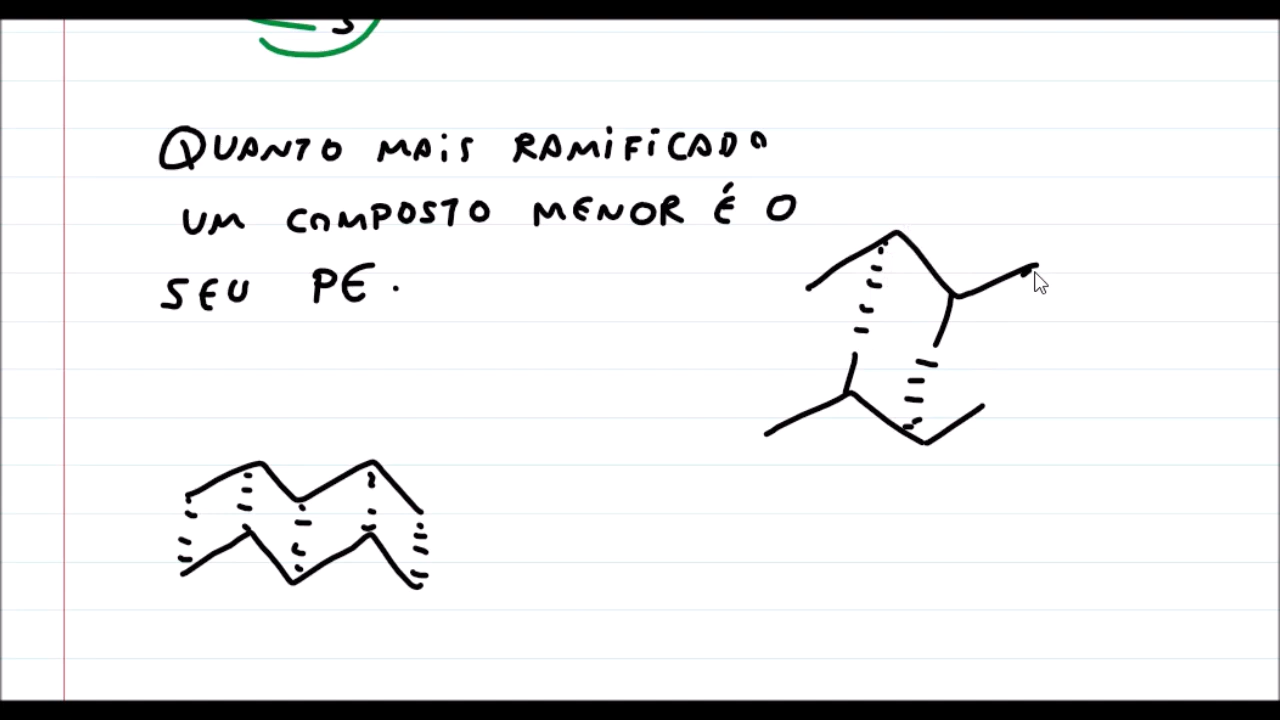 QUANTO MAiS RAMiFiCADO
UM COMPOSTO MENOR É O
SEU PE.